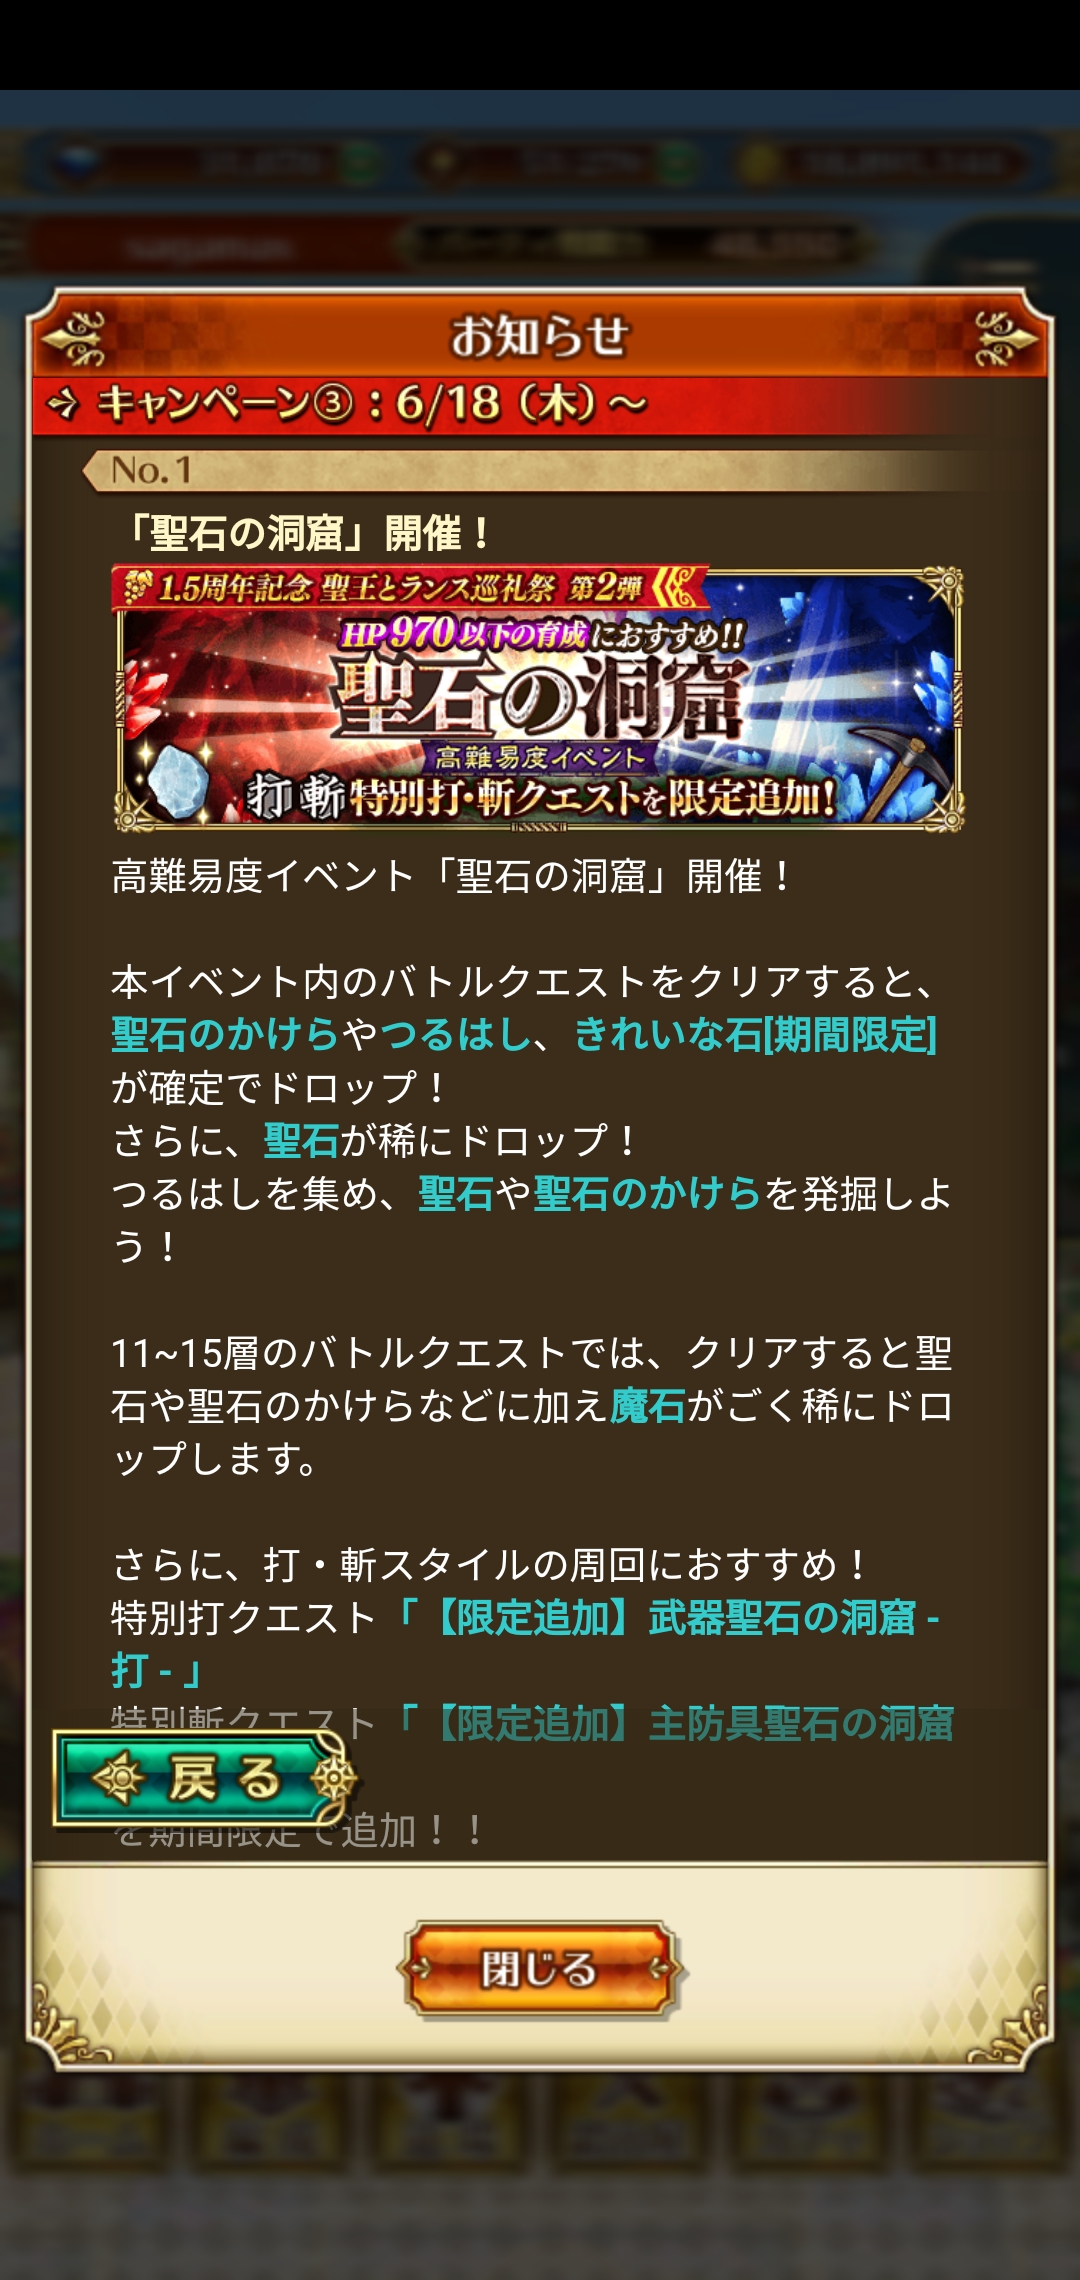 お知らせ
キャンペーン③：6/18（木）～
No.1
「聖石の洞窟」開催！
1.5周年記念 聖王とランス巡礼祭 第2弾
HP970以下の育成におすすめ!!
聖石の洞窟
高難易度イベント
打 斬 特別打・斬クエストを限定追加！
高難易度イベント「聖石の洞窟」開催！
本イベント内のバトルクエストをクリアすると、
聖石のかけらやつるはし、きれいな石[期間限定]
が確定でドロップ！
さらに、聖石が稀にドロップ！
つるはしを集め、聖石や聖石のかけらを発掘しよ
う！
11~15層のバトルクエストでは、クリアすると聖
石や聖石のかけらなどに加え魔石がごく稀にドロ
ップします。
さらに、打・斬スタイルの周回におすすめ！
特別打クエスト「【限定追加】武器聖石の洞窟 -
打 - 」
特別斬クエスト「【限定追加】主防具聖石の洞窟
戻る
を期間限定で追加！！
閉じる